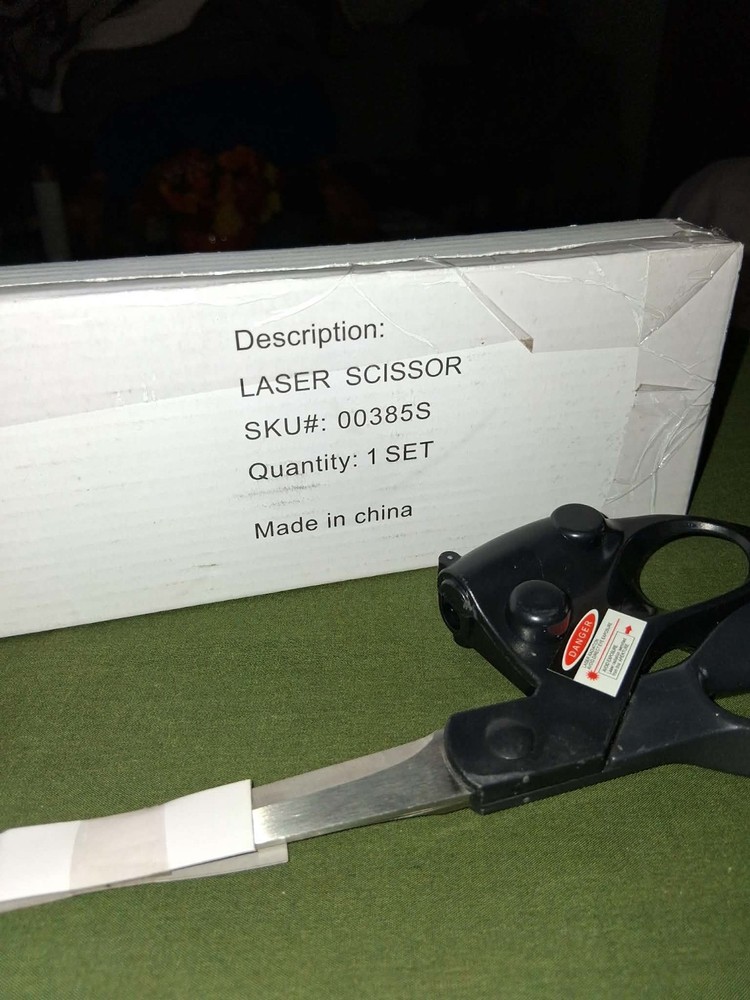 Description:
LASER SCISSOR
SKU#: 00385S
Quantity: 1 SET
Made in china
DANGER